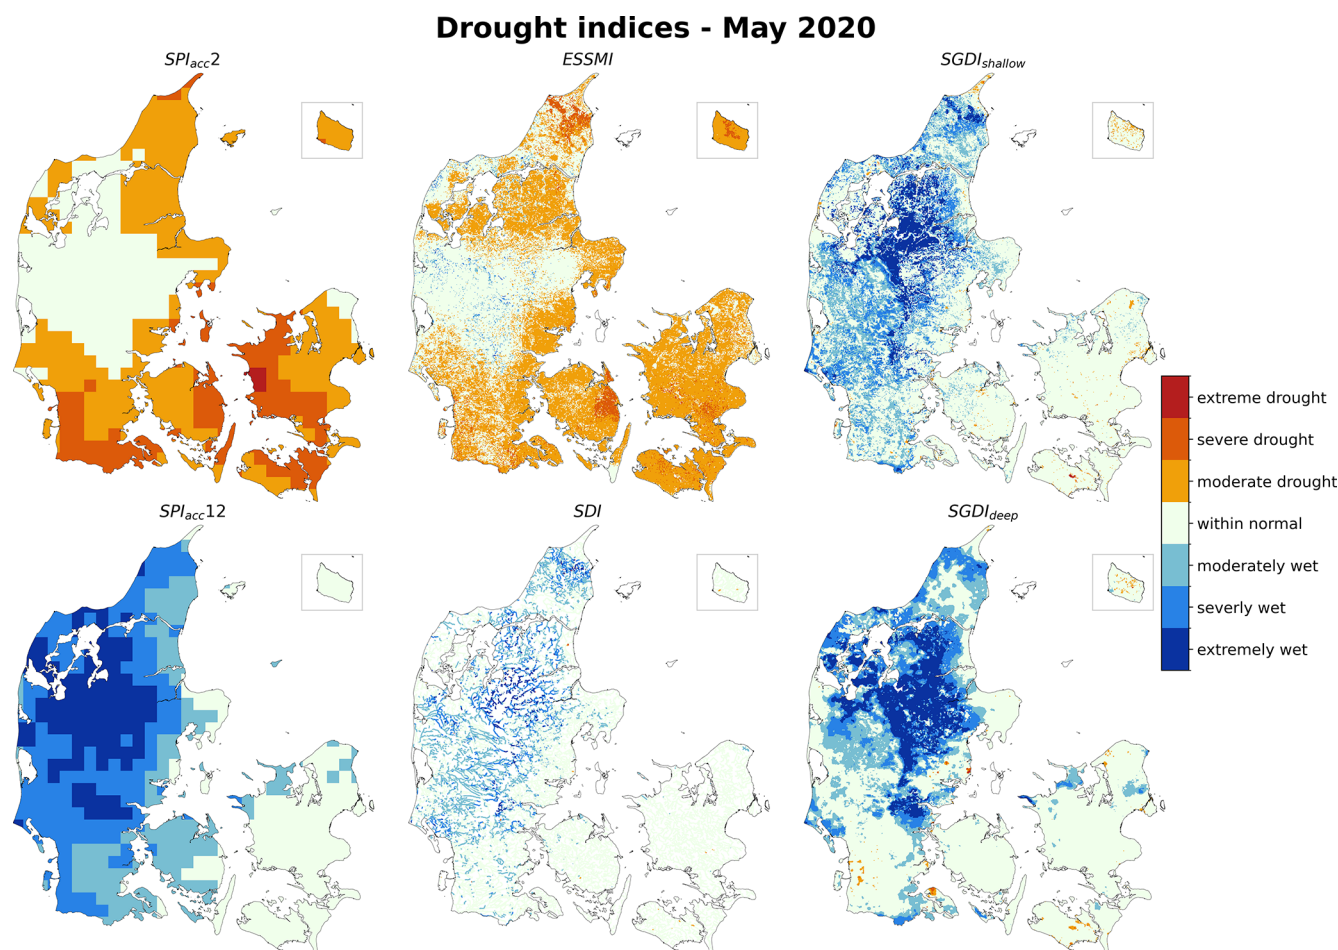 Drought indices - May 2020
SPIacc2
ESSMI
SGDIshallow
extreme drought
severe drought
moderate drought
within normal
moderately wet
severly wet
extremely wet
SPIacc12
SDI
SGDIdeep